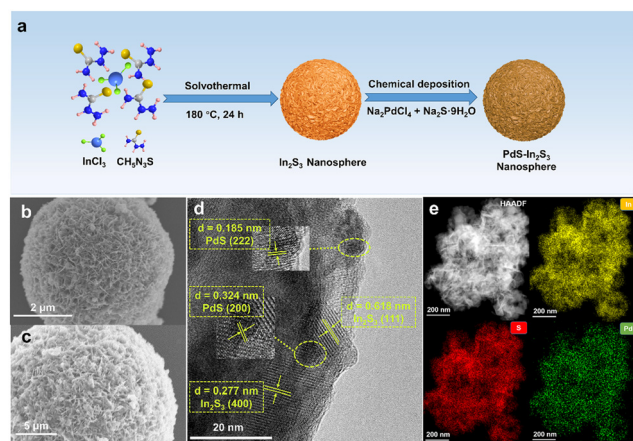 a
Solvothermal
180 °C, 24 h
Chemical deposition
Na₂PdCl₄ + Na₂S·9H₂O
InCl₃
CH₅N₃S
In₂S₃ Nanosphere
PdS-In₂S₃
Nanosphere
b
2 µm
c
5 µm
d
d = 0.185 nm
PdS (222)
d = 0.324 nm
PdS (200)
d = 0.618 nm
In₂S₃ (111)
d = 0.277 nm
In₂S₃ (400)
20 nm
e
HAADF
200 nm
In
200 nm
S
200 nm
Pd
200 nm